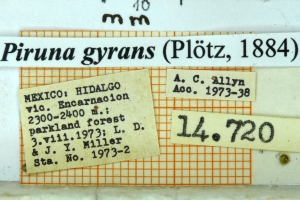 10
mm
Piruna gyrans (Plötz, 1884)
MEXICO: HIDALGO
vic. Encarnacion
2300-2400 m.;
parkland forest
3.viii.1973; L. D.
& J. Y. Miller
Sta. No. 1973-2
A. C. Allyn
Acc. 1973-38
14.720